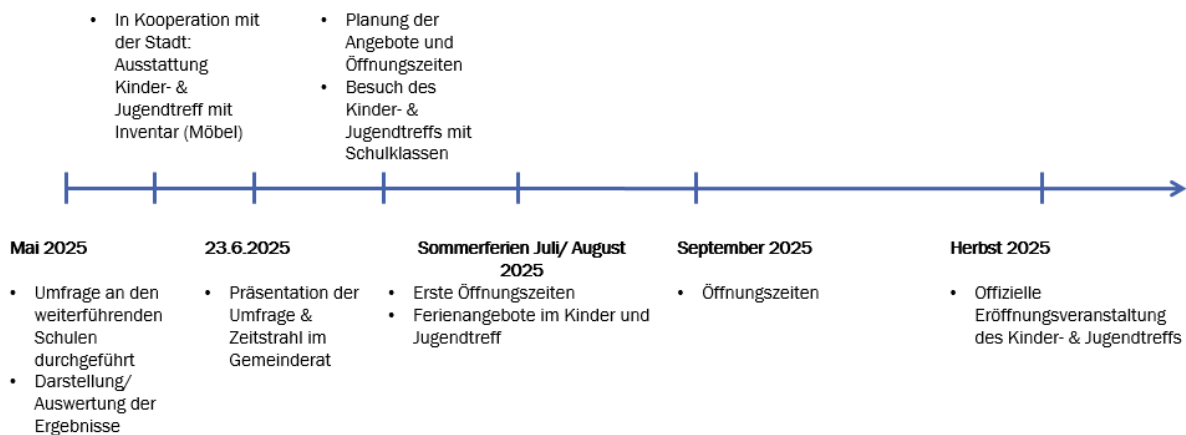 • In Kooperation mit
der Stadt:
Ausstattung
Kinder- &
Jugendtreff mit
Inventar (Möbel)
• Planung der
Angebote und
Öffnungszeiten
• Besuch des
Kinder- &
Jugendtreffs mit
Schulklassen
Mai 2025
• Umfrage an den
weiterführenden
Schulen
durchgeführt
• Darstellung/
Auswertung der
Ergebnisse
23.6.2025
• Präsentation der
Umfrage &
Zeitstrahl im
Gemeinderat
Sommerferien Juli/ August
2025
• Erste Öffnungszeiten
• Ferienangebote im Kinder und
Jugendtreff
September 2025
• Öffnungszeiten
Herbst 2025
• Offizielle
Eröffnungsveranstaltung
des Kinder- & Jugendtreffs